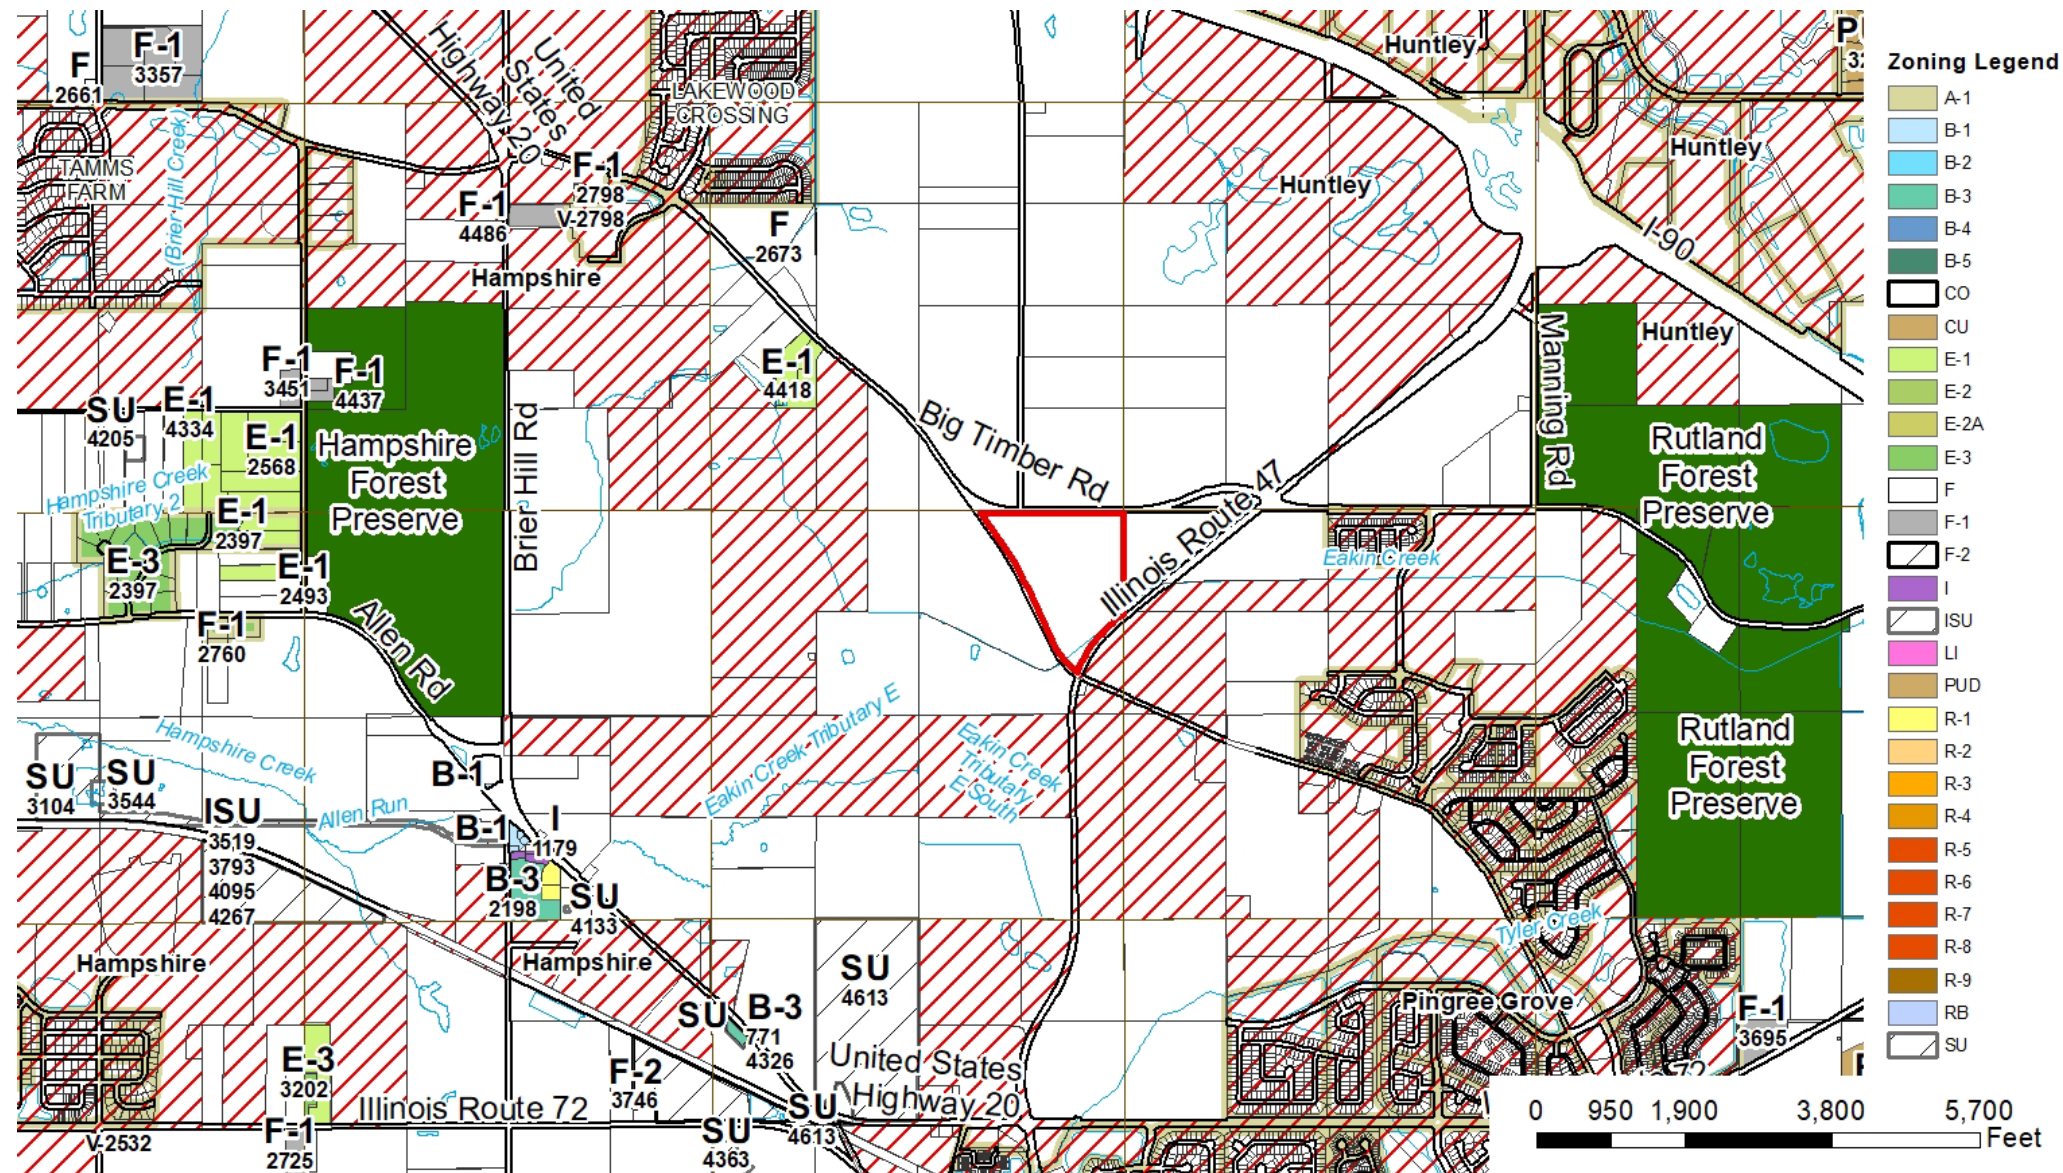 F-1
3357
F
2661
Highway 20
United
States
LAKEWOOD
CROSSING
Huntley
Zoning Legend
A-1
B-1
B-2
B-3
B-4
B-5
CO
CU
E-1
E-2
E-2A
E-3
F
F-1
F-2
I
ISU
LI
PUD
R-1
R-2
R-3
R-4
R-5
R-6
R-7
R-8
R-9
RB
SU
(Brier Hill Creek)
TAMMS
FARM
F-1
2798
V-2798
F-1
4486
F
2673
Hampshire
Huntley
Huntley
I-90
Huntley
F-1
3451
F-1
4437
E-1
4418
Manning Rd
SU
4205
E-1
4334
E-1
2568
Hampshire
Forest
Preserve
Brier Hill Rd
Big Timber Rd
Rutland
Forest
Preserve
Hampshire Creek
Tributary 2
E-1
2397
E-3
2397
E-1
2493
Illinois Route 47
Eakin Creek
F-1
2760
Allen Rd
Eakin Creek Tributary E
Eakin Creek
Tributary
E South
Rutland
Forest
Preserve
Hampshire Creek
SU
3104
SU
3544
B-1
ISU
3519
3793
4095
4267
Allen Run
B-1
I
1179
B-3
2198
SU
4133
Tyler Creek
Hampshire
Hampshire
SU
4613
Pingree Grove
SU
B-3
771
4326
F-1
3695
E-3
3202
F-2
3746
United States
Highway 20
Illinois Route 72
SU
4613
V-2532
F-1
2725
SU
4363
0 950 1,900 3,800 5,700
Feet